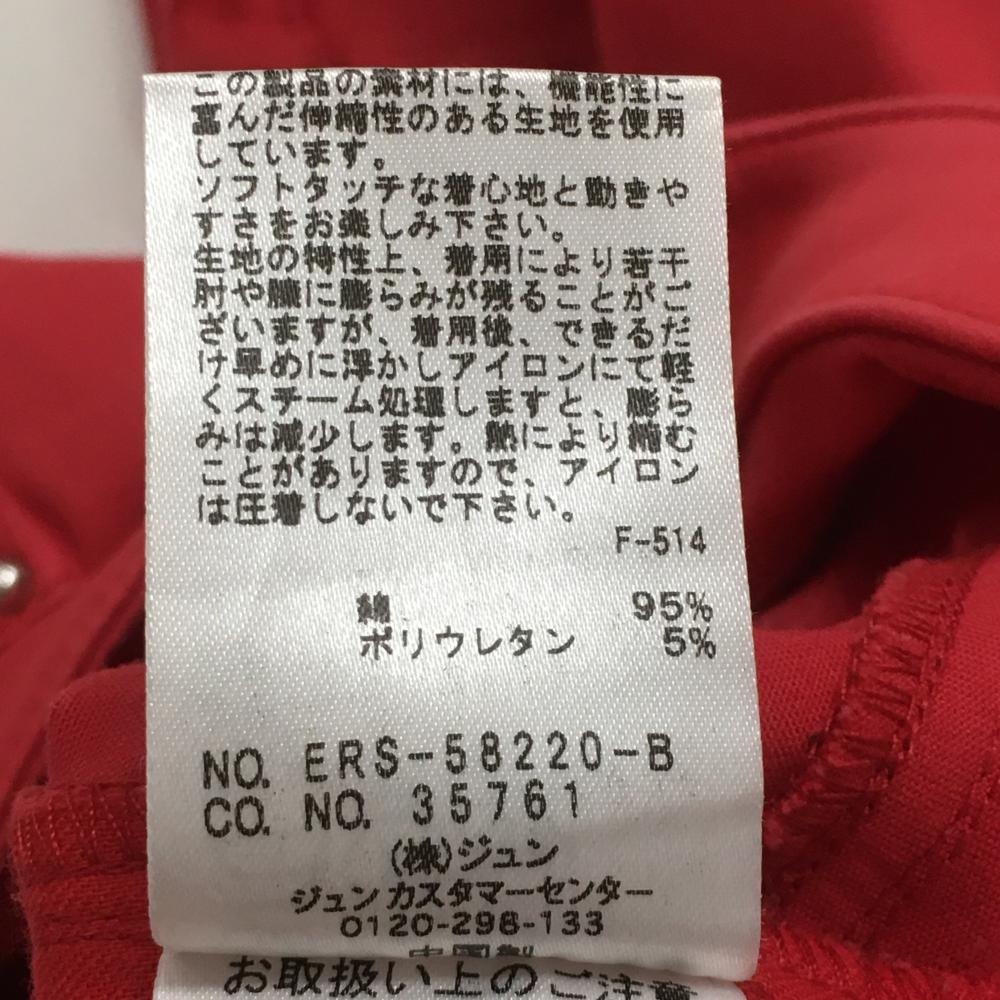 この製品の素材には、機能性に
富んだ伸縮性のある生地を使用
しています。
ソフトタッチな着心地と動きや
すさをお楽しみ下さい。
生地の特性上、着用により若干
肘や膝に膨らみが残ることがご
ざいますが、着用後、できるだ
け早めに浮かしアイロンにて軽
くスチーム処理しますと、膨ら
みは減少します。熱により縮む
ことがありますので、アイロン
は圧着しないで下さい。
F-514
綿 95%
ポリウレタン 5%
NO. ERS-58220-B
CO. NO. 35761
(株)ジュン
ジュンカスタマーセンター
0120-298-133
中国製
お取扱い上のご注意